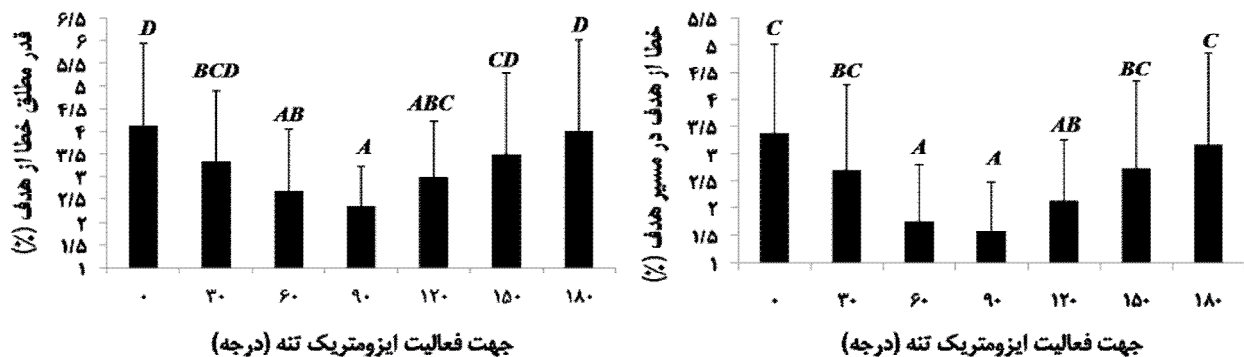 قدر مطلق خطا از هدف (%)
۶/۵
۶
۵/۵
۵
۴/۵
۴
۳/۵
۳
۲/۵
۲
۱/۵
۱
D
BCD
AB
A
ABC
CD
D
۰ ۳۰ ۶۰ ۹۰ ۱۲۰ ۱۵۰ ۱۸۰
جهت فعالیت ایزومتریک تنه (درجه)
خطا از هدف در مسیر هدف (%)
۵/۵
۵
۴/۵
۴
۳/۵
۳
۲/۵
۲
۱/۵
۱
C
BC
A
A
AB
BC
C
۰ ۳۰ ۶۰ ۹۰ ۱۲۰ ۱۵۰ ۱۸۰
جهت فعالیت ایزومتریک تنه (درجه)